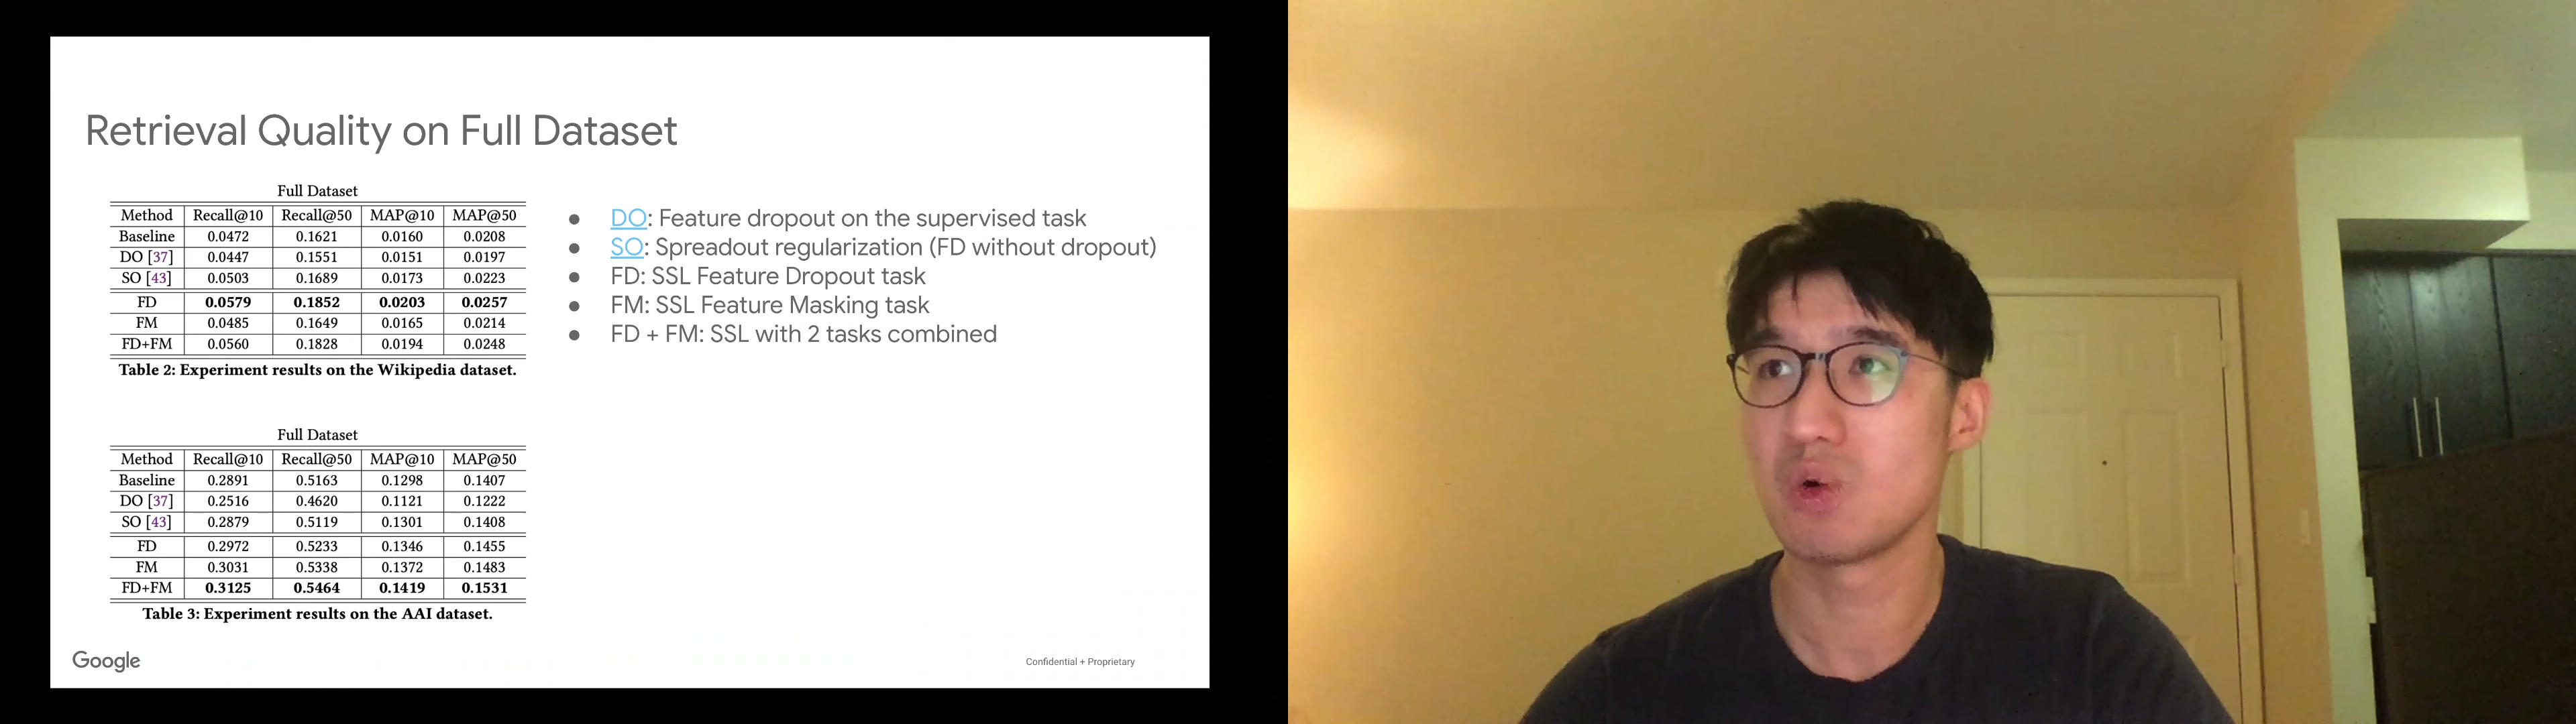 Retrieval Quality on Full Dataset
Full Dataset
Method Recall@10 Recall@50 MAP@10 MAP@50
Baseline 0.0472 0.1621 0.0160 0.0208
DO [37] 0.0447 0.1551 0.0151 0.0197
SO [43] 0.0503 0.1689 0.0173 0.0223
FD 0.0579 0.1852 0.0203 0.0257
FM 0.0485 0.1649 0.0165 0.0214
FD+FM 0.0560 0.1828 0.0194 0.0248
Table 2: Experiment results on the Wikipedia dataset.
Full Dataset
Method Recall@10 Recall@50 MAP@10 MAP@50
Baseline 0.2891 0.5163 0.1298 0.1407
DO [37] 0.2516 0.4620 0.1121 0.1222
SO [43] 0.2879 0.5119 0.1301 0.1408
FD 0.2972 0.5233 0.1346 0.1455
FM 0.3031 0.5338 0.1372 0.1483
FD+FM 0.3125 0.5464 0.1419 0.1531
Table 3: Experiment results on the AAI dataset.
● DO: Feature dropout on the supervised task
● SO: Spreadout regularization (FD without dropout)
● FD: SSL Feature Dropout task
● FM: SSL Feature Masking task
● FD + FM: SSL with 2 tasks combined
Google
Confidential + Proprietary